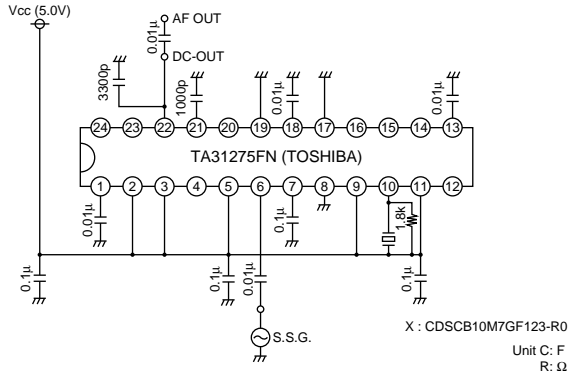 Vcc (5.0V)
AF OUT
0.01μ
DC-OUT
3300p
1000p
0.01μ
0.01μ
24 23 22 21 20 19 18 17 16 15 14 13
TA31275FN (TOSHIBA)
1 2 3 4 5 6 7 8 9 10 11 12
0.01μ
0.1μ
1.8k
0.1μ
0.1μ
0.01μ
0.1μ
S.S.G.
X : CDSCB10M7GF123-R0
Unit C: F
R: Ω